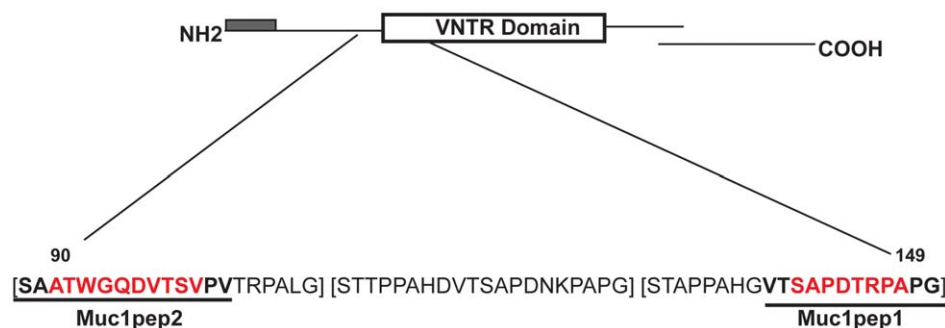 VNTR Domain
NH2
COOH
90 149
[SAATWGQDVTSVPVTRPALG] [STTPPAHDVTSAPDNKPAPG] [STAPPAHGVTSAPDTRPAPG]
Muc1pep2 Muc1pep1